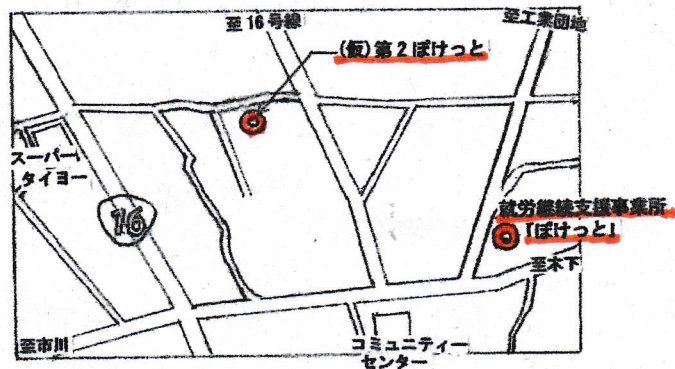 至16号線
至工業団地
(仮)第2ぽけっと
スーパー
タイヨー
16
就労継続支援事業所
「ぽけっと」
至木下
至市川
コミュニティー
センター